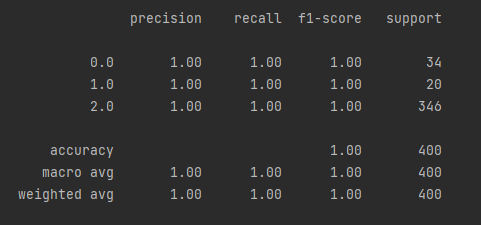 precision recall f1-score support
0.0 1.00 1.00 1.00 34
1.0 1.00 1.00 1.00 20
2.0 1.00 1.00 1.00 346
accuracy 1.00 400
macro avg 1.00 1.00 1.00 400
weighted avg 1.00 1.00 1.00 400